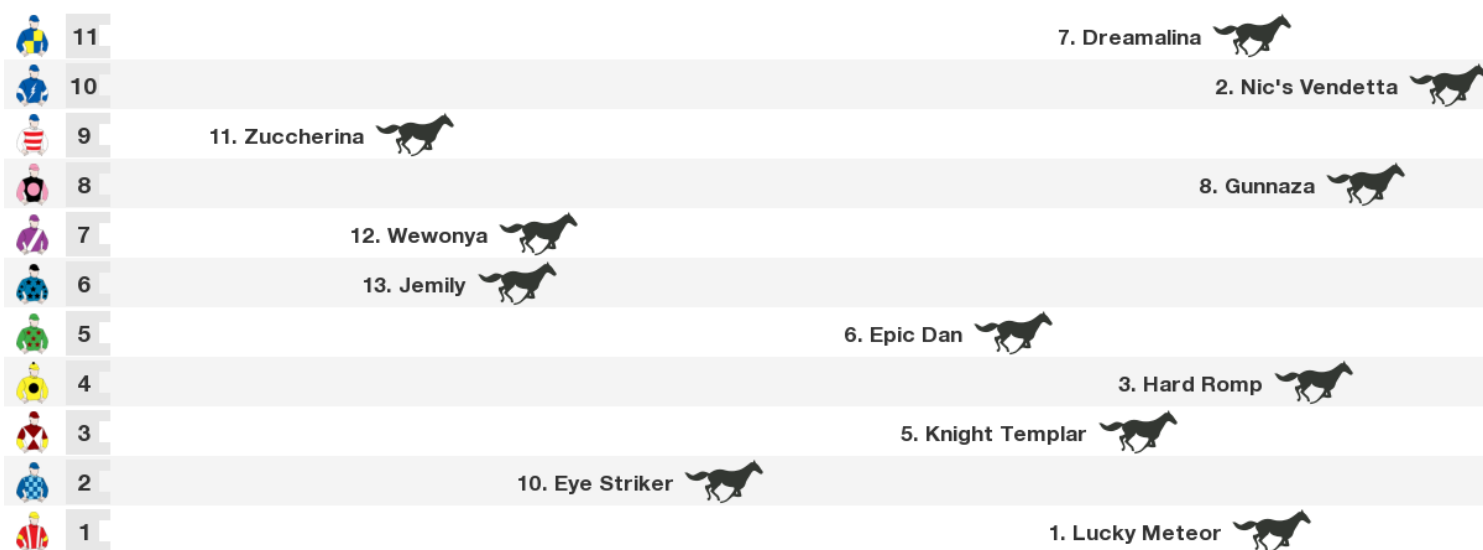 11 7. Dreamalina
10 2. Nic's Vendetta
9 11. Zuccherina
8 8. Gunnaza
7 12. Wewonya
6 13. Jemily
5 6. Epic Dan
4 3. Hard Romp
3 5. Knight Templar
2 10. Eye Striker
1 1. Lucky Meteor